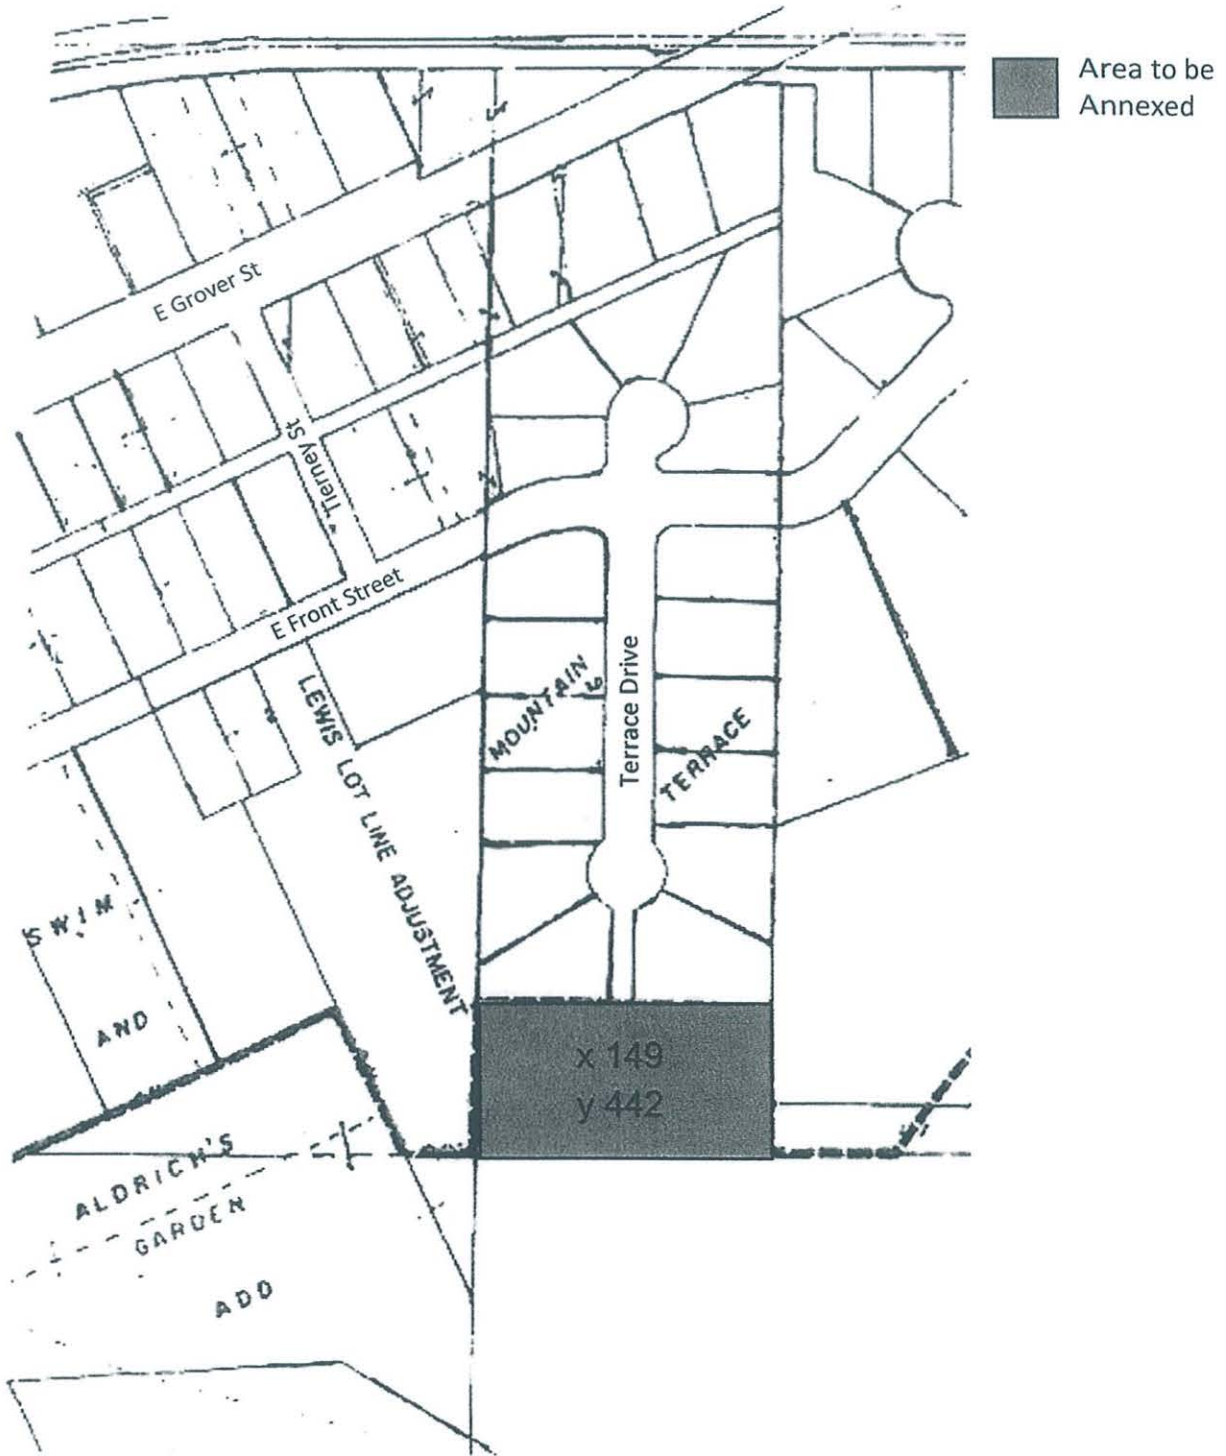 Area to be
Annexed
E Grover St
Tierney St
E Front Street
LEWIS LOT LINE ADJUSTMENT
MOUNTAIN
Terrace Drive
TERRACE
SWIM
AND
x 149
y 442
ALDRICH'S
GARDEN
ADD